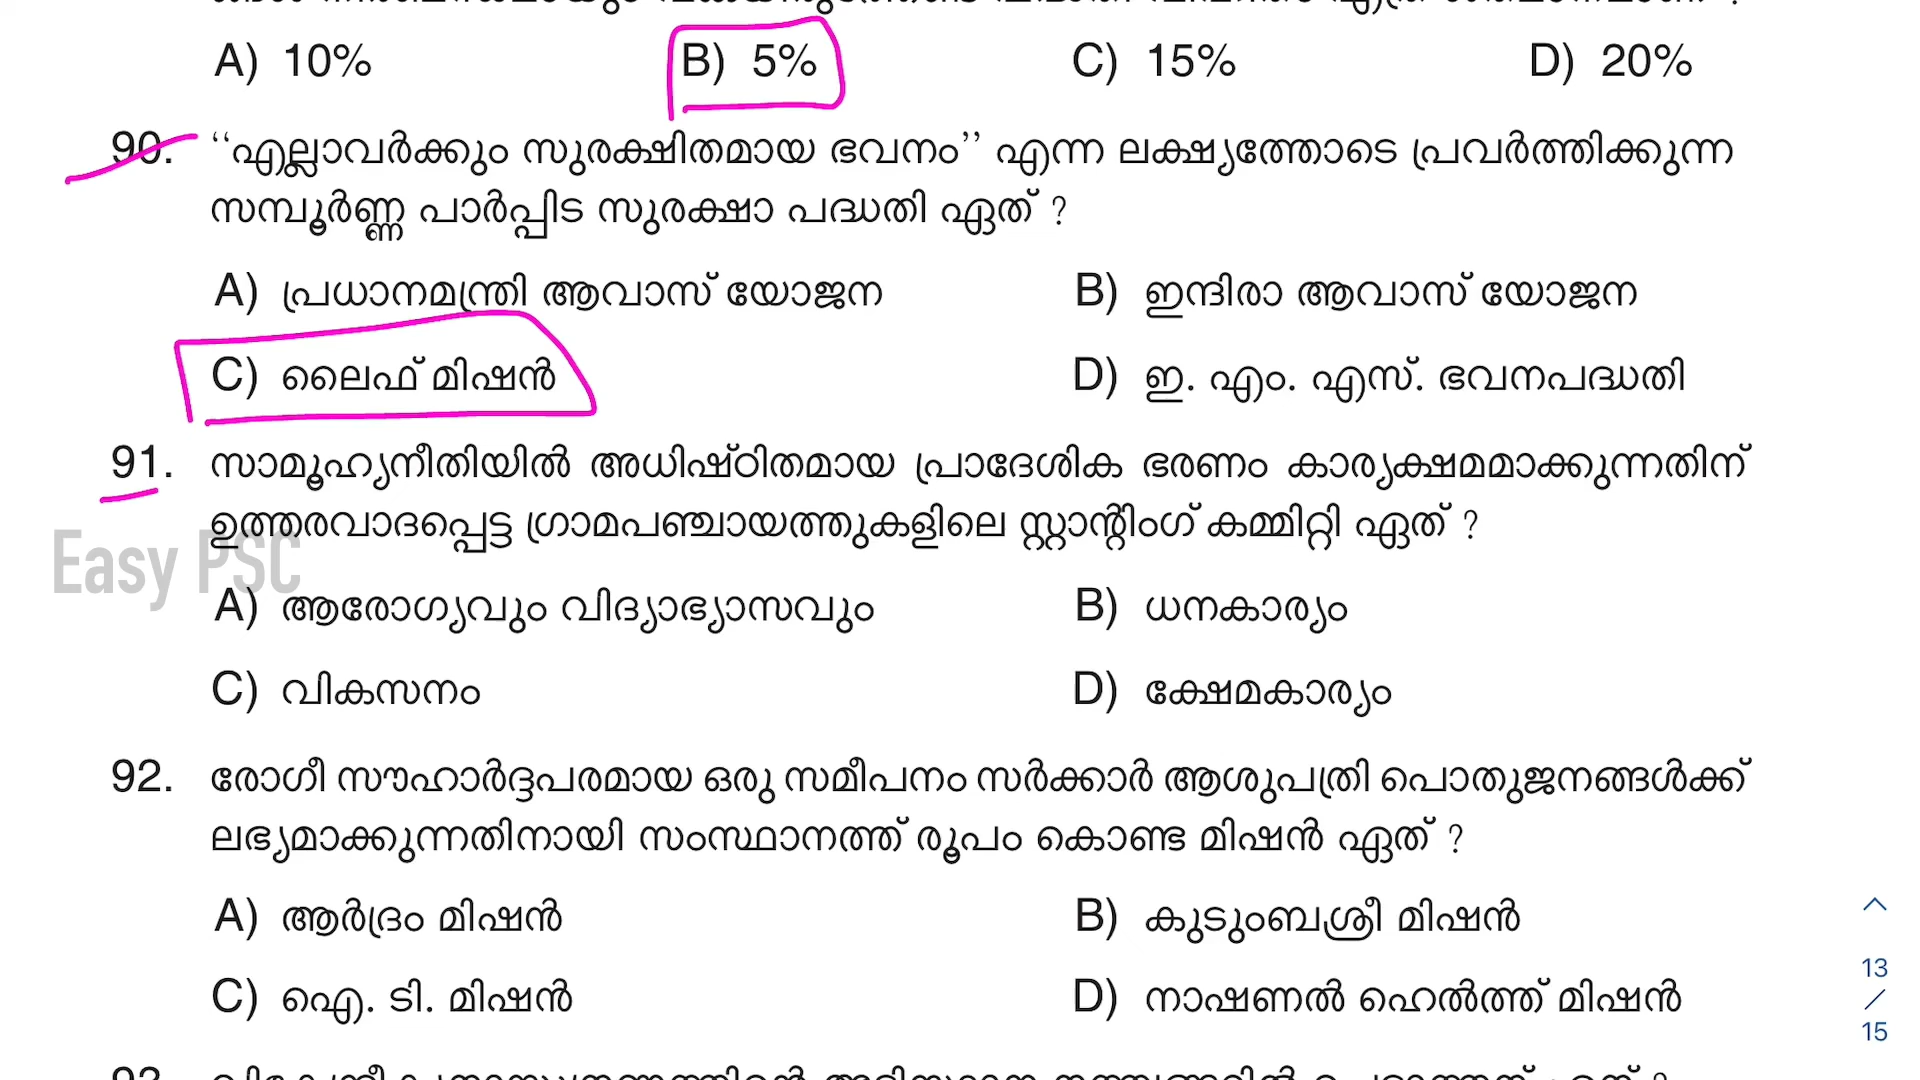 A) 10% B) 5% C) 15% D) 20%
90. ‘‘എല്ലാവർക്കും സുരക്ഷിതമായ ഭവനം’’ എന്ന ലക്ഷ്യത്തോടെ പ്രവർത്തിക്കുന്ന
സമ്പൂർണ്ണ പാർപ്പിട സുരക്ഷാ പദ്ധതി ഏത് ?
A) പ്രധാനമന്ത്രി ആവാസ് യോജന B) ഇന്ദിരാ ആവാസ് യോജന
C) ലൈഫ് മിഷൻ D) ഇ. എം. എസ്. ഭവനപദ്ധതി
91. സാമൂഹ്യനീതിയിൽ അധിഷ്ഠിതമായ പ്രാദേശിക ഭരണം കാര്യക്ഷമമാക്കുന്നതിന്
ഉത്തരവാദപ്പെട്ട ഗ്രാമപഞ്ചായത്തുകളിലെ സ്റ്റാന്റിംഗ് കമ്മിറ്റി ഏത് ?
Easy PSC
A) ആരോഗ്യവും വിദ്യാഭ്യാസവും B) ധനകാര്യം
C) വികസനം D) ക്ഷേമകാര്യം
92. രോഗീ സൗഹാർദ്ദപരമായ ഒരു സമീപനം സർക്കാർ ആശുപത്രി പൊതുജനങ്ങൾക്ക്
ലഭ്യമാക്കുന്നതിനായി സംസ്ഥാനത്ത് രൂപം കൊണ്ട മിഷൻ ഏത് ?
A) ആർദ്രം മിഷൻ B) കുടുംബശ്രീ മിഷൻ
C) ഐ. ടി. മിഷൻ D) നാഷണൽ ഹെൽത്ത് മിഷൻ
13
/
15